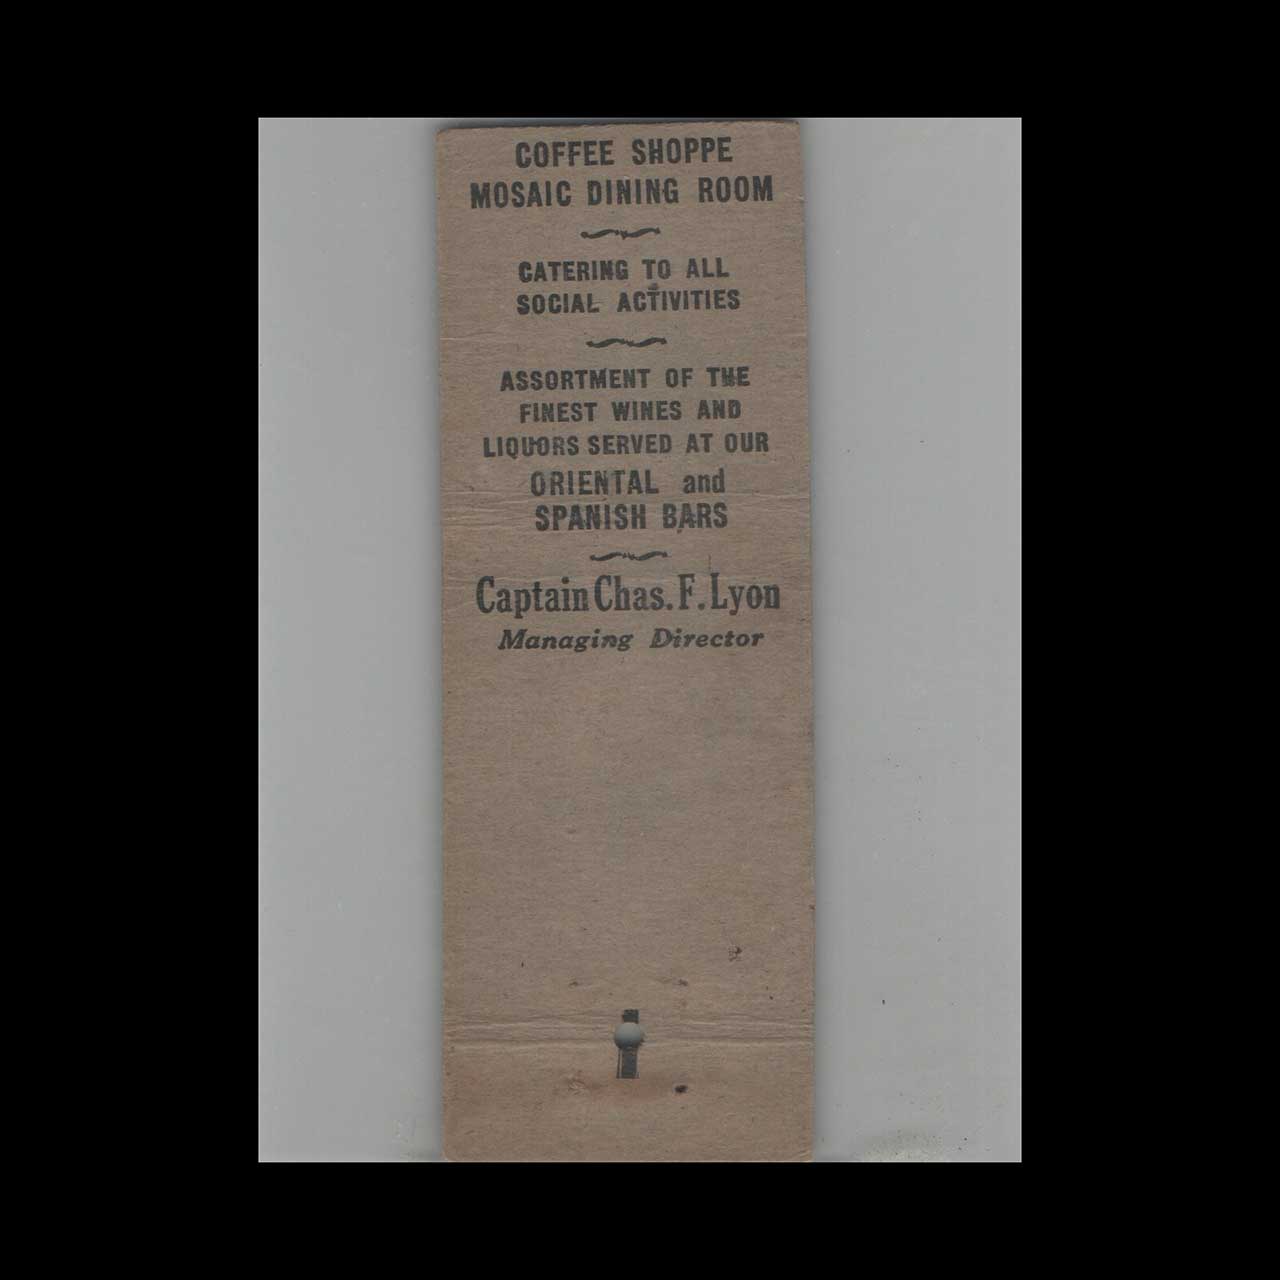 COFFEE SHOPPE
MOSAIC DINING ROOM
CATERING TO ALL
SOCIAL ACTIVITIES
ASSORTMENT OF THE
FINEST WINES AND
LIQUORS SERVED AT OUR
ORIENTAL and
SPANISH BARS
Captain Chas. F. Lyon
Managing Director